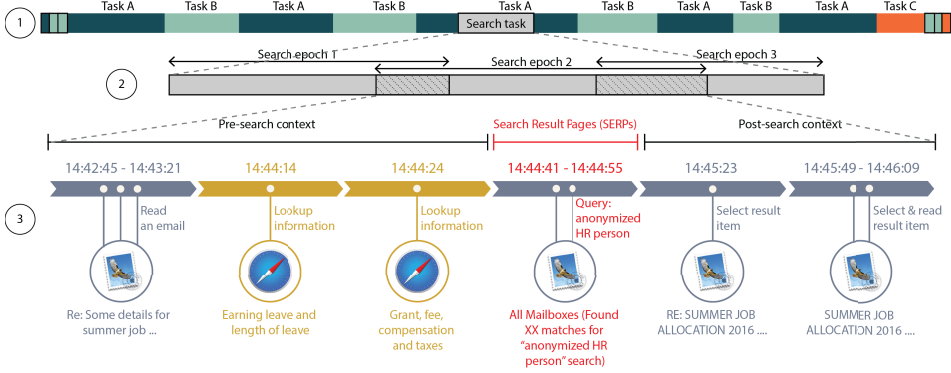 Task A
Task B
Task A
Task B
Task A
Task B
Task A
Task B
Task A
Task C
1
Search task
Search epoch 1
Search epoch 2
Search epoch 3
2
Pre-search context
Search Result Pages (SERPs)
Post-search context
14:42:45 - 14:43:21
14:44:14
14:44:24
14:44:41 - 14:44:55
14:45:23
14:45:49 - 14:46:09
3
Read
an email
Lookup
information
Lookup
information
Query:
anonymized
HR person
Select result
item
Select & read
result item
Re: Some details for
summer job ...
Earning leave and
length of leave
Grant, fee,
compensation
and taxes
All Mailboxes (Found
XX matches for
"anonymized HR
person" search)
RE: SUMMER JOB
ALLOCATION 2016 ....
SUMMER JOB
ALLOCATION 2016 ....